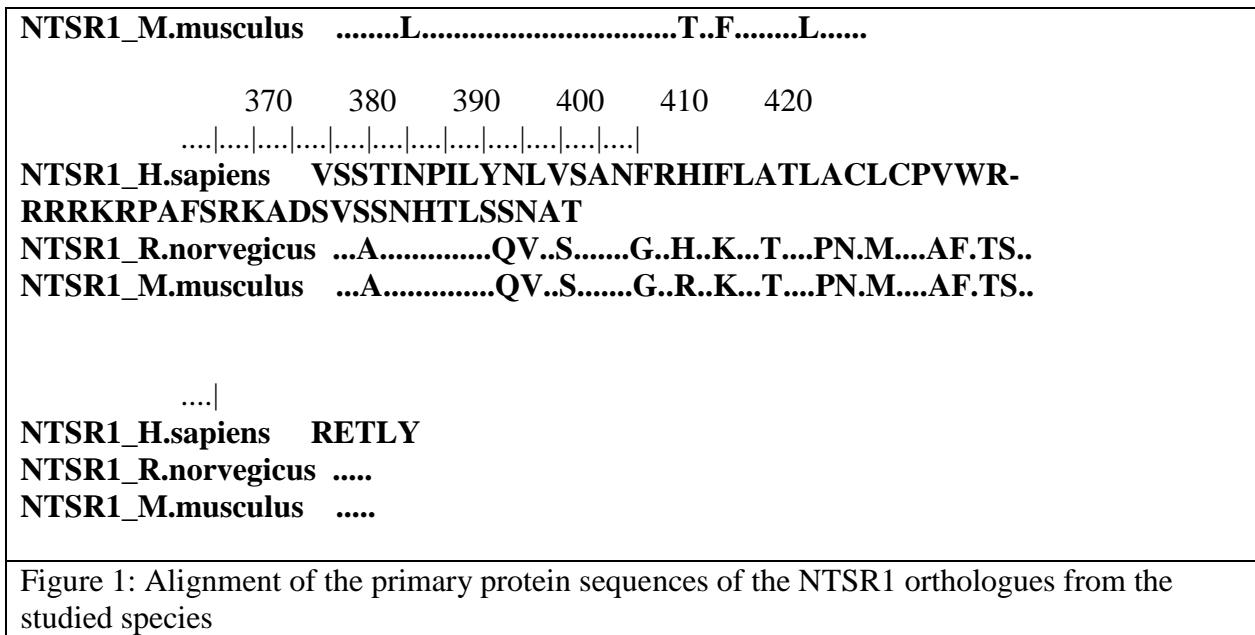 NTSR1_M.musculus ........L................................T..F........L......
370 380 390 400 410 420
....|....|....|....|....|....|....|....|....|....|....|....|
NTSR1_H.sapiens VSSTINPILYNLVSANFRHIFLATLACLCPVWR-
RRRKRPAFSRKADSVSSNHTLSSNAT
NTSR1_R.norvegicus ...A..............QV..S.......G..H..K...T....PN.M....AF.TS..
NTSR1_M.musculus ...A..............QV..S.......G..R..K...T....PN.M....AF.TS..
....|
NTSR1_H.sapiens RETLY
NTSR1_R.norvegicus .....
NTSR1_M.musculus .....
Figure 1: Alignment of the primary protein sequences of the NTSR1 orthologues from the
studied species